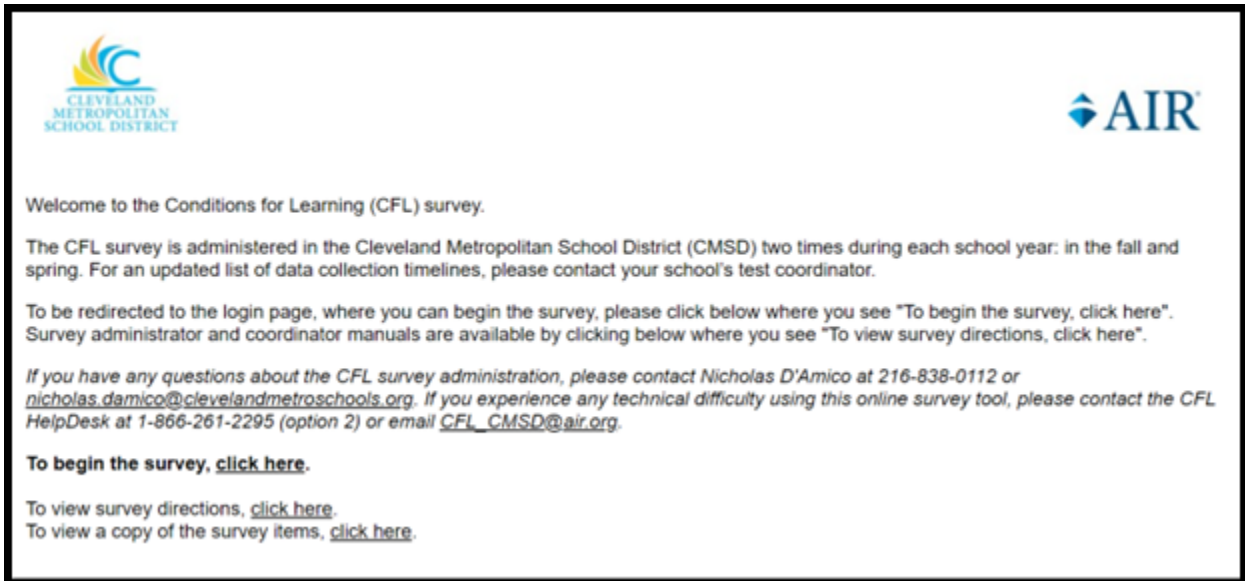 CLEVELAND
METROPOLITAN
SCHOOL DISTRICT
AIR
Welcome to the Conditions for Learning (CFL) survey.
The CFL survey is administered in the Cleveland Metropolitan School District (CMSD) two times during each school year: in the fall and
spring. For an updated list of data collection timelines, please contact your school's test coordinator.
To be redirected to the login page, where you can begin the survey, please click below where you see "To begin the survey, click here".
Survey administrator and coordinator manuals are available by clicking below where you see "To view survey directions, click here".
If you have any questions about the CFL survey administration, please contact Nicholas D'Amico at 216-838-0112 or
nicholas.damico@clevelandmetroschools.org. If you experience any technical difficulty using this online survey tool, please contact the CFL
HelpDesk at 1-866-261-2295 (option 2) or email CFL_CMSD@air.org.
To begin the survey, click here.
To view survey directions, click here.
To view a copy of the survey items, click here.